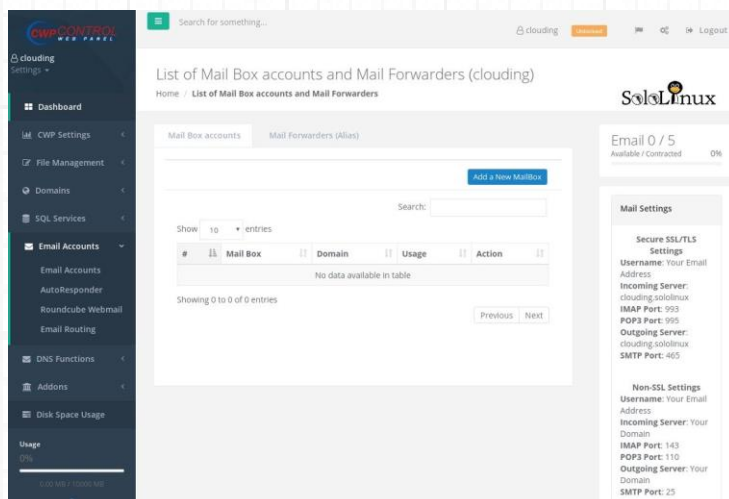 CWP CONTROL
WEB PANEL
clouding
Settings
Dashboard
CWP Settings
File Management
Domains
SQL Services
Email Accounts
Email Accounts
AutoResponder
Roundcube Webmail
Email Routing
DNS Functions
Addons
Disk Space Usage
Usage
0%
0.00 MB / 10000 MB
Search for something...
clouding
Logout
List of Mail Box accounts and Mail Forwarders (clouding)
Home / List of Mail Box accounts and Mail Forwarders
SoloLinux
Mail Box accounts Mail Forwarders (Alias)
Add a New MailBox
Search:
Show 10 entries
# Mail Box Domain Usage Action
No data available in table
Showing 0 to 0 of 0 entries
Previous Next
Email 0 / 5
Available / Contracted 0%
Mail Settings
Secure SSL/TLS
Settings
Username: Your Email
Address
Incoming Server:
clouding.sololinux
IMAP Port: 993
POP3 Port: 995
Outgoing Server:
clouding.sololinux
SMTP Port: 465
Non-SSL Settings
Username: Your Email
Address
Incoming Server: Your
Domain
IMAP Port: 143
POP3 Port: 110
Outgoing Server: Your
Domain
SMTP Port: 25